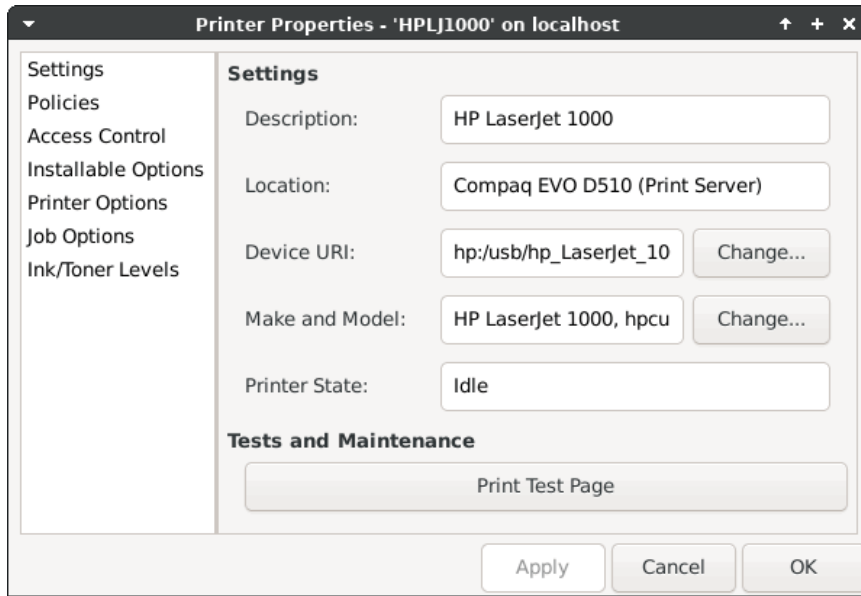 Printer Properties - 'HPLJ1000' on localhost
Settings
Policies
Access Control
Installable Options
Printer Options
Job Options
Ink/Toner Levels
Settings
Description: HP LaserJet 1000
Location: Compaq EVO D510 (Print Server)
Device URI: hp:/usb/hp_LaserJet_10 Change...
Make and Model: HP LaserJet 1000, hpcu Change...
Printer State: Idle
Tests and Maintenance
Print Test Page
Apply Cancel OK